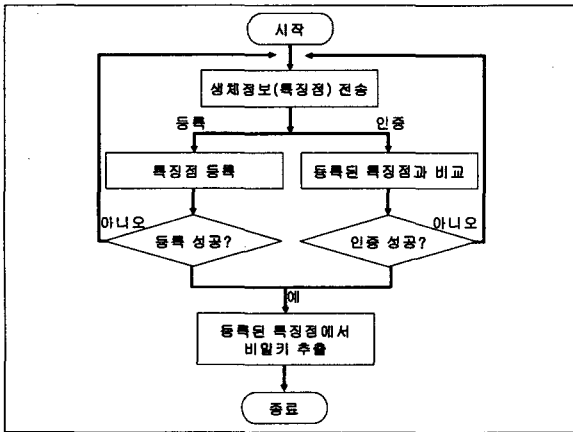 시작
생체정보(특징점) 전송
등록
인증
특징점 등록
등록된 특징점과 비교
아니오
아니오
등록 성공?
인증 성공?
예
등록된 특징점에서
비밀키 추출
종료